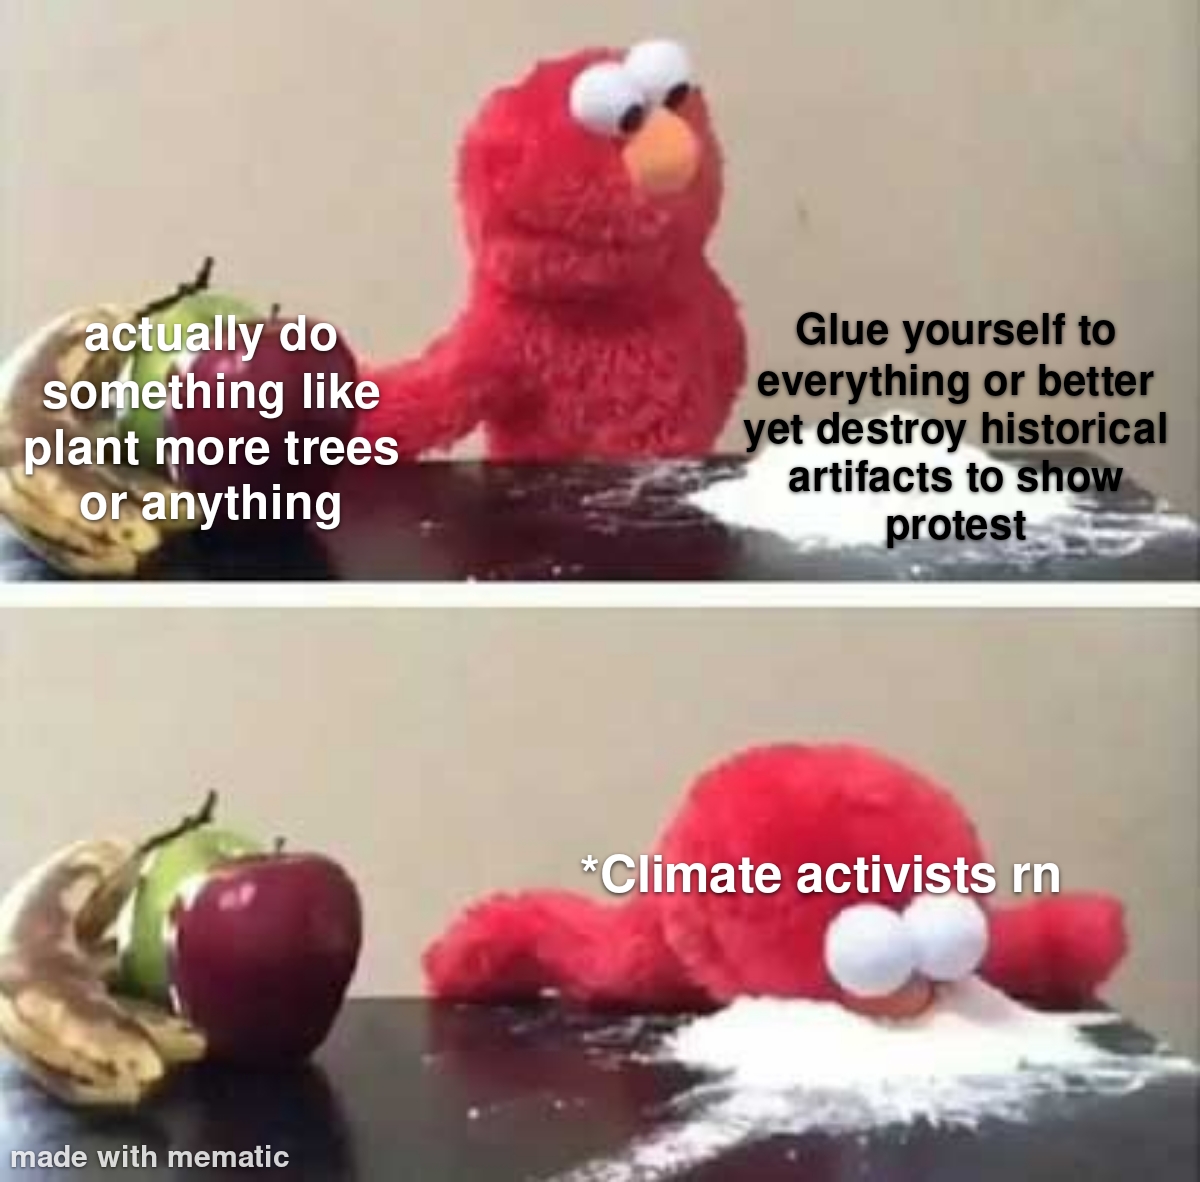 actually do
something like
plant more trees
or anything
Glue yourself to
everything or better
yet destroy historical
artifacts to show
protest
*Climate activists rn
made with mematic